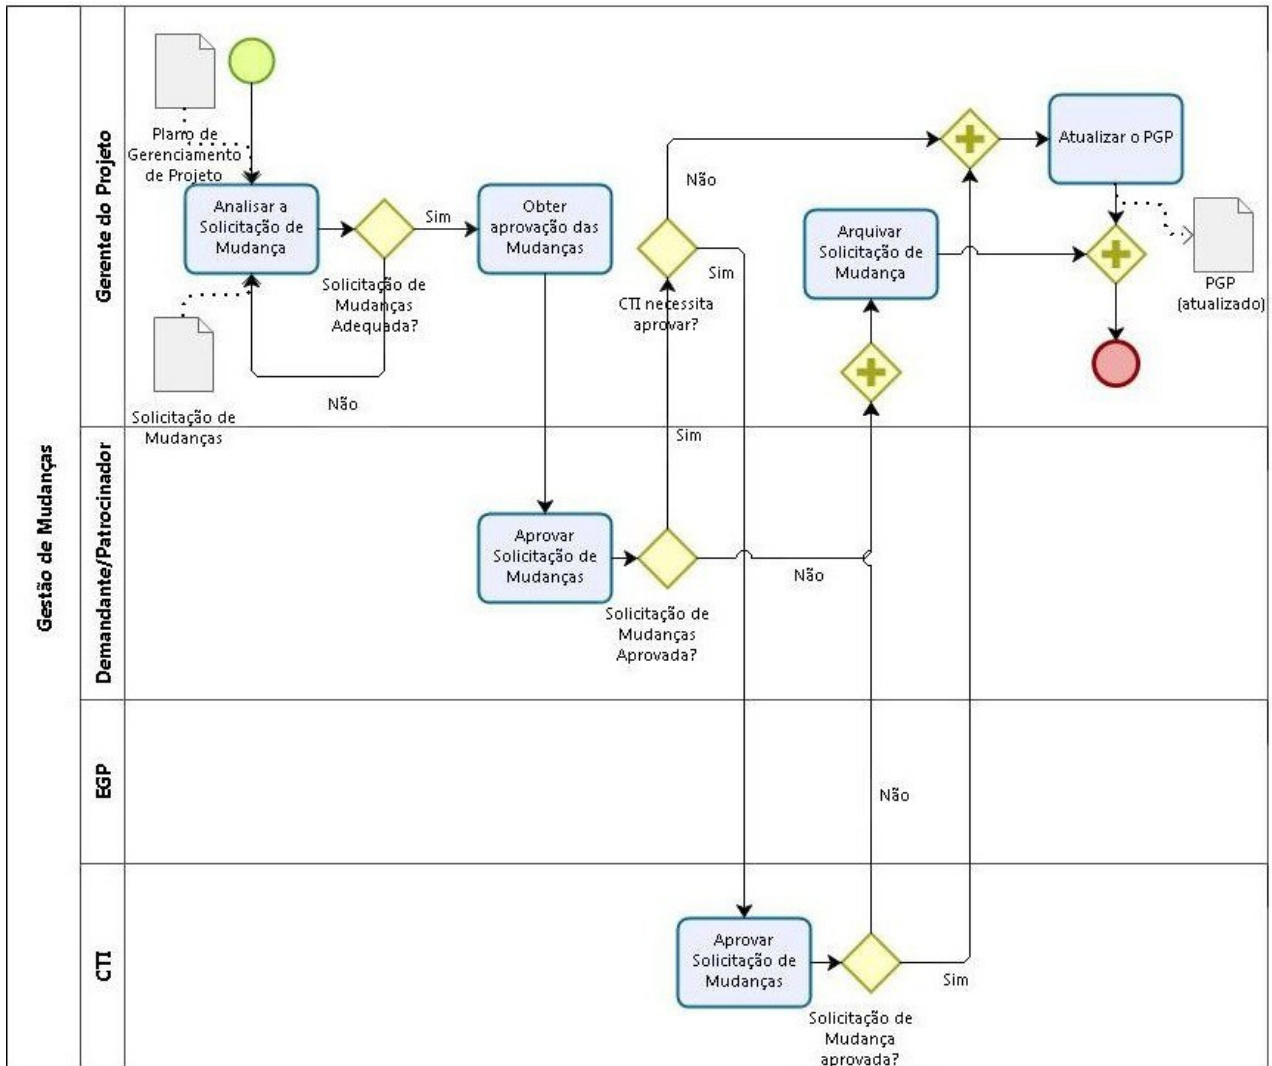 Gestão de Mudanças
Gerente do Projeto
Plano de
Gerenciamento
de Projeto
Analisar a
Solicitação de
Mudança
Solicitação de
Mudanças
Sim
Solicitação de
Mudanças
Adequada?
Não
Obter
aprovação das
Mudanças
Não
Sim
CTI necessita
aprovar?
Arquivar
Solicitação de
Mudança
Atualizar o PGP
PGP
(atualizado)
Demandante/Patrocinador
Sim
Aprovar
Solicitação de
Mudanças
Não
Solicitação de
Mudanças
Aprovada?
EGP
Não
CTI
Aprovar
Solicitação de
Mudanças
Sim
Solicitação de
Mudança
aprovada?